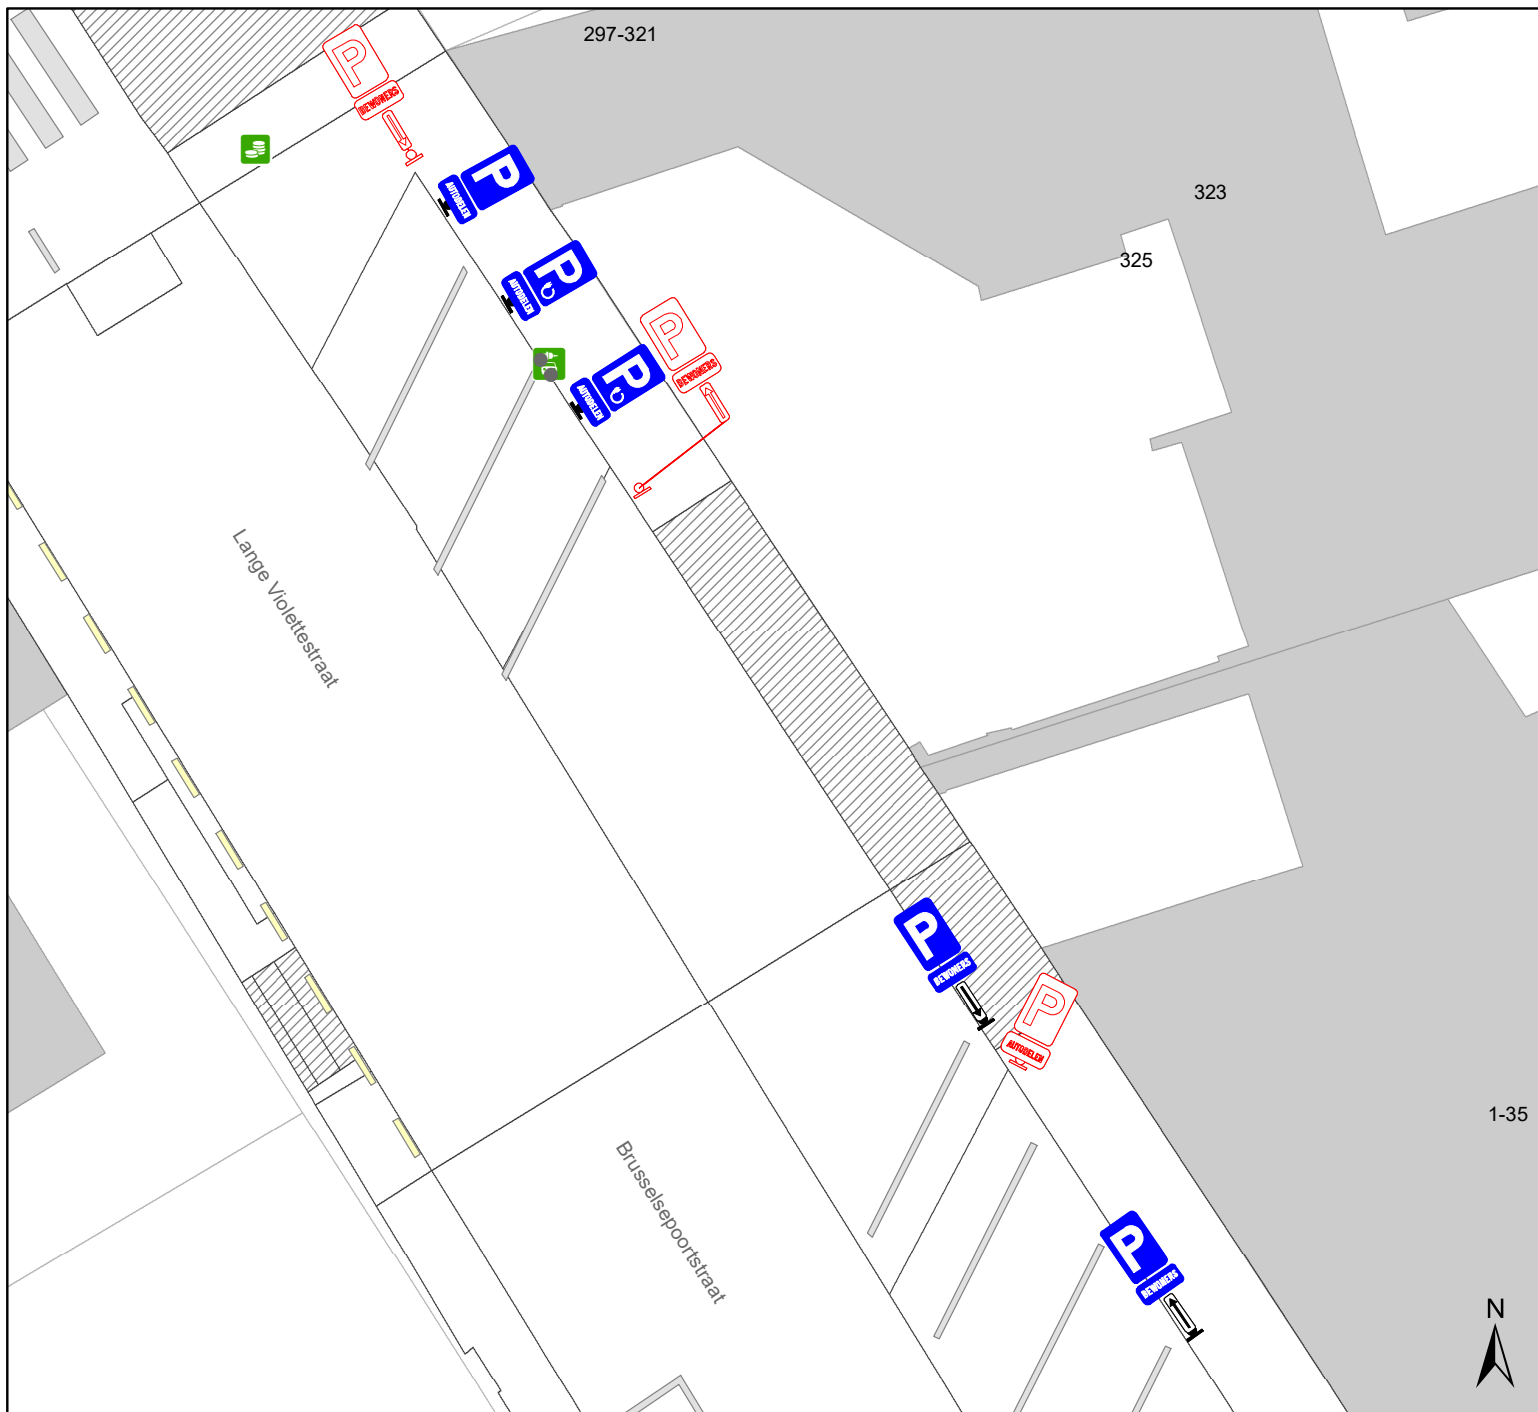 297-321
P
BEWONERS
P
AUTODELEN
323
P
AUTODELEN
325
P
BEWONERS
P
AUTODELEN
Lange Violettestraat
P
BEWONERS
P
AUTODELEN
1-35
Brusselsepoortstraat
P
BEWONERS
N